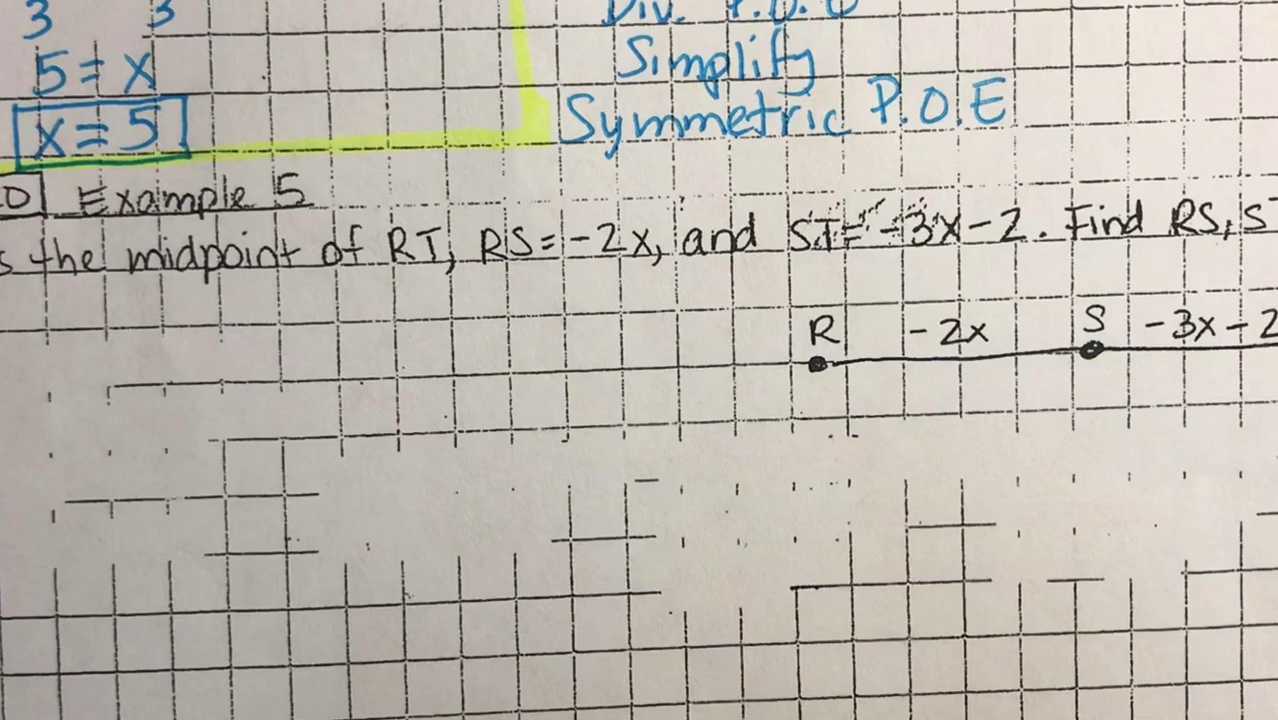 3 3
5 = x
x = 5
Div. P.O.E
Simplify
Symmetric P.O.E
Example 5
s the midpoint of RT, RS = -2x, and ST = -3x-2. Find RS, S
R -2x S -3x-2